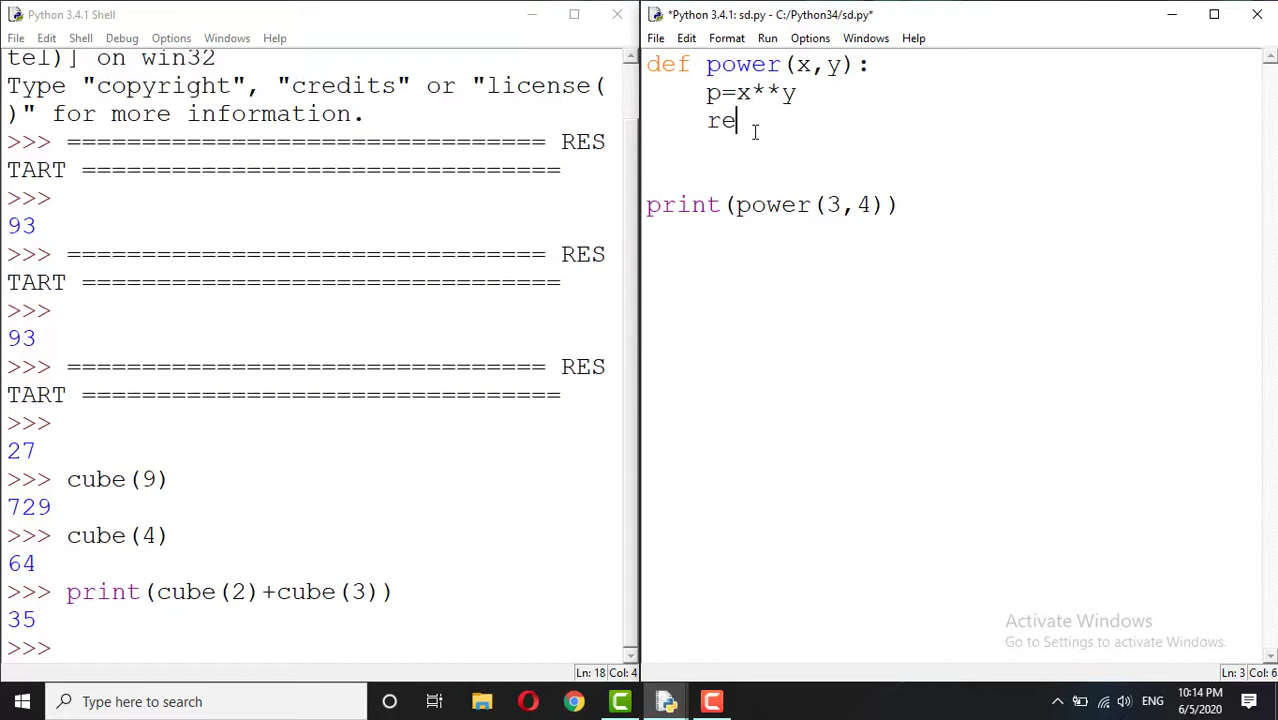 Python 3.4.1 Shell
File Edit Shell Debug Options Windows Help
tel)] on win32
Type "copyright", "credits" or "license(
)" for more information.
>>> ================================ RES
TART ================================
>>>
93
>>> ================================ RES
TART ================================
>>>
93
>>> ================================ RES
TART ================================
>>>
27
>>> cube(9)
729
>>> cube(4)
64
>>> print(cube(2)+cube(3))
35
>>>
Ln: 18 Col: 4
*Python 3.4.1: sd.py - C:/Python34/sd.py*
File Edit Format Run Options Windows Help
def power(x,y):
    p=x**y
    re
print(power(3,4))
Activate Windows
Go to Settings to activate Windows.
Ln: 3 Col: 6
Type here to search
ENG
10:14 PM
6/5/2020